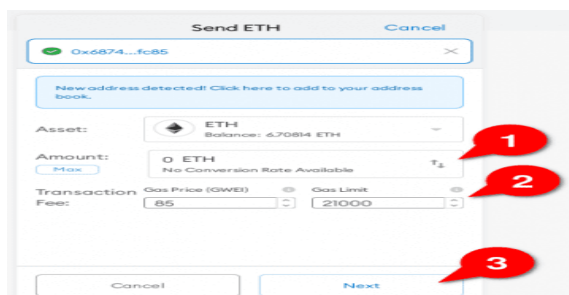 Send ETH
Cancel
0x6874...fc85
New address detected! Click here to add to your address
book.
Asset:
ETH
Balance: 6.70814 ETH
Amount:
Max
0 ETH
No Conversion Rate Available
1
Transaction
Fee:
Gas Price (GWEI)
Gas Limit
85
21000
2
Cancel
Next
3